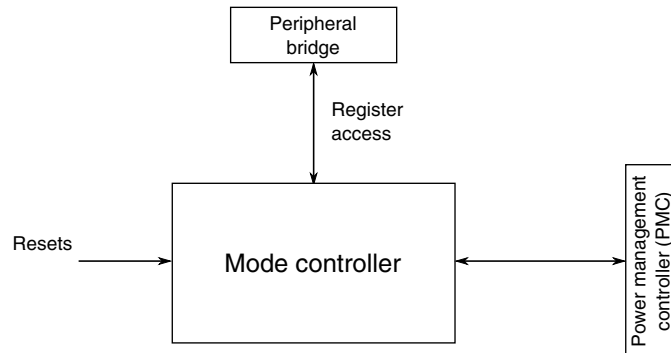 Peripheral
bridge
Register
access
Resets
Mode controller
Power management
controller (PMC)